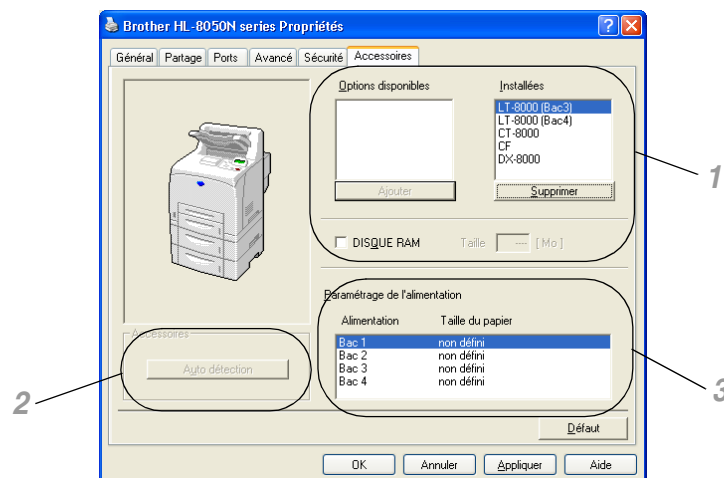 Brother HL-8050N series Propriétés
Général Partage Ports Avancé Sécurité Accessoires
Options disponibles
Installées
LT-8000 (Bac3)
LT-8000 (Bac4)
CT-8000
CF
DX-8000
Ajouter
Supprimer
1
DISQUE RAM Taille ---- [ Mo ]
Paramétrage de l'alimentation
Alimentation Taille du papier
Bac 1 non défini
Bac 2 non défini
Bac 3 non défini
Bac 4 non défini
3
Accessoires
Auto détection
2
Défaut
OK Annuler Appliquer Aide